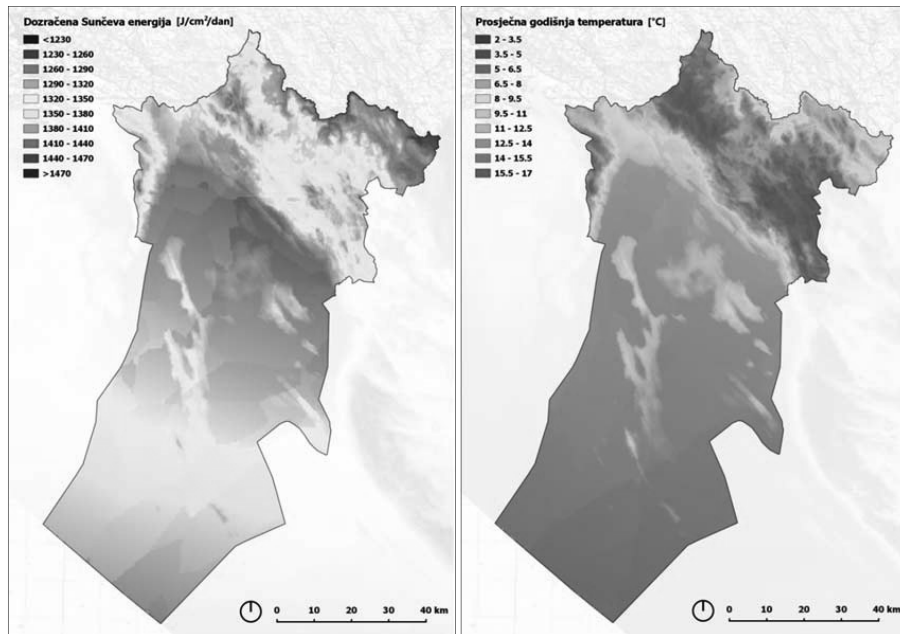 Dozračena Sunčeva energija [J/cm²/dan]
<1230
1230 - 1260
1260 - 1290
1290 - 1320
1320 - 1350
1350 - 1380
1380 - 1410
1410 - 1440
1440 - 1470
>1470
0 10 20 30 40 km
Prosječna godišnja temperatura [°C]
2 - 3.5
3.5 - 5
5 - 6.5
6.5 - 8
8 - 9.5
9.5 - 11
11 - 12.5
12.5 - 14
14 - 15.5
15.5 - 17
0 10 20 30 40 km